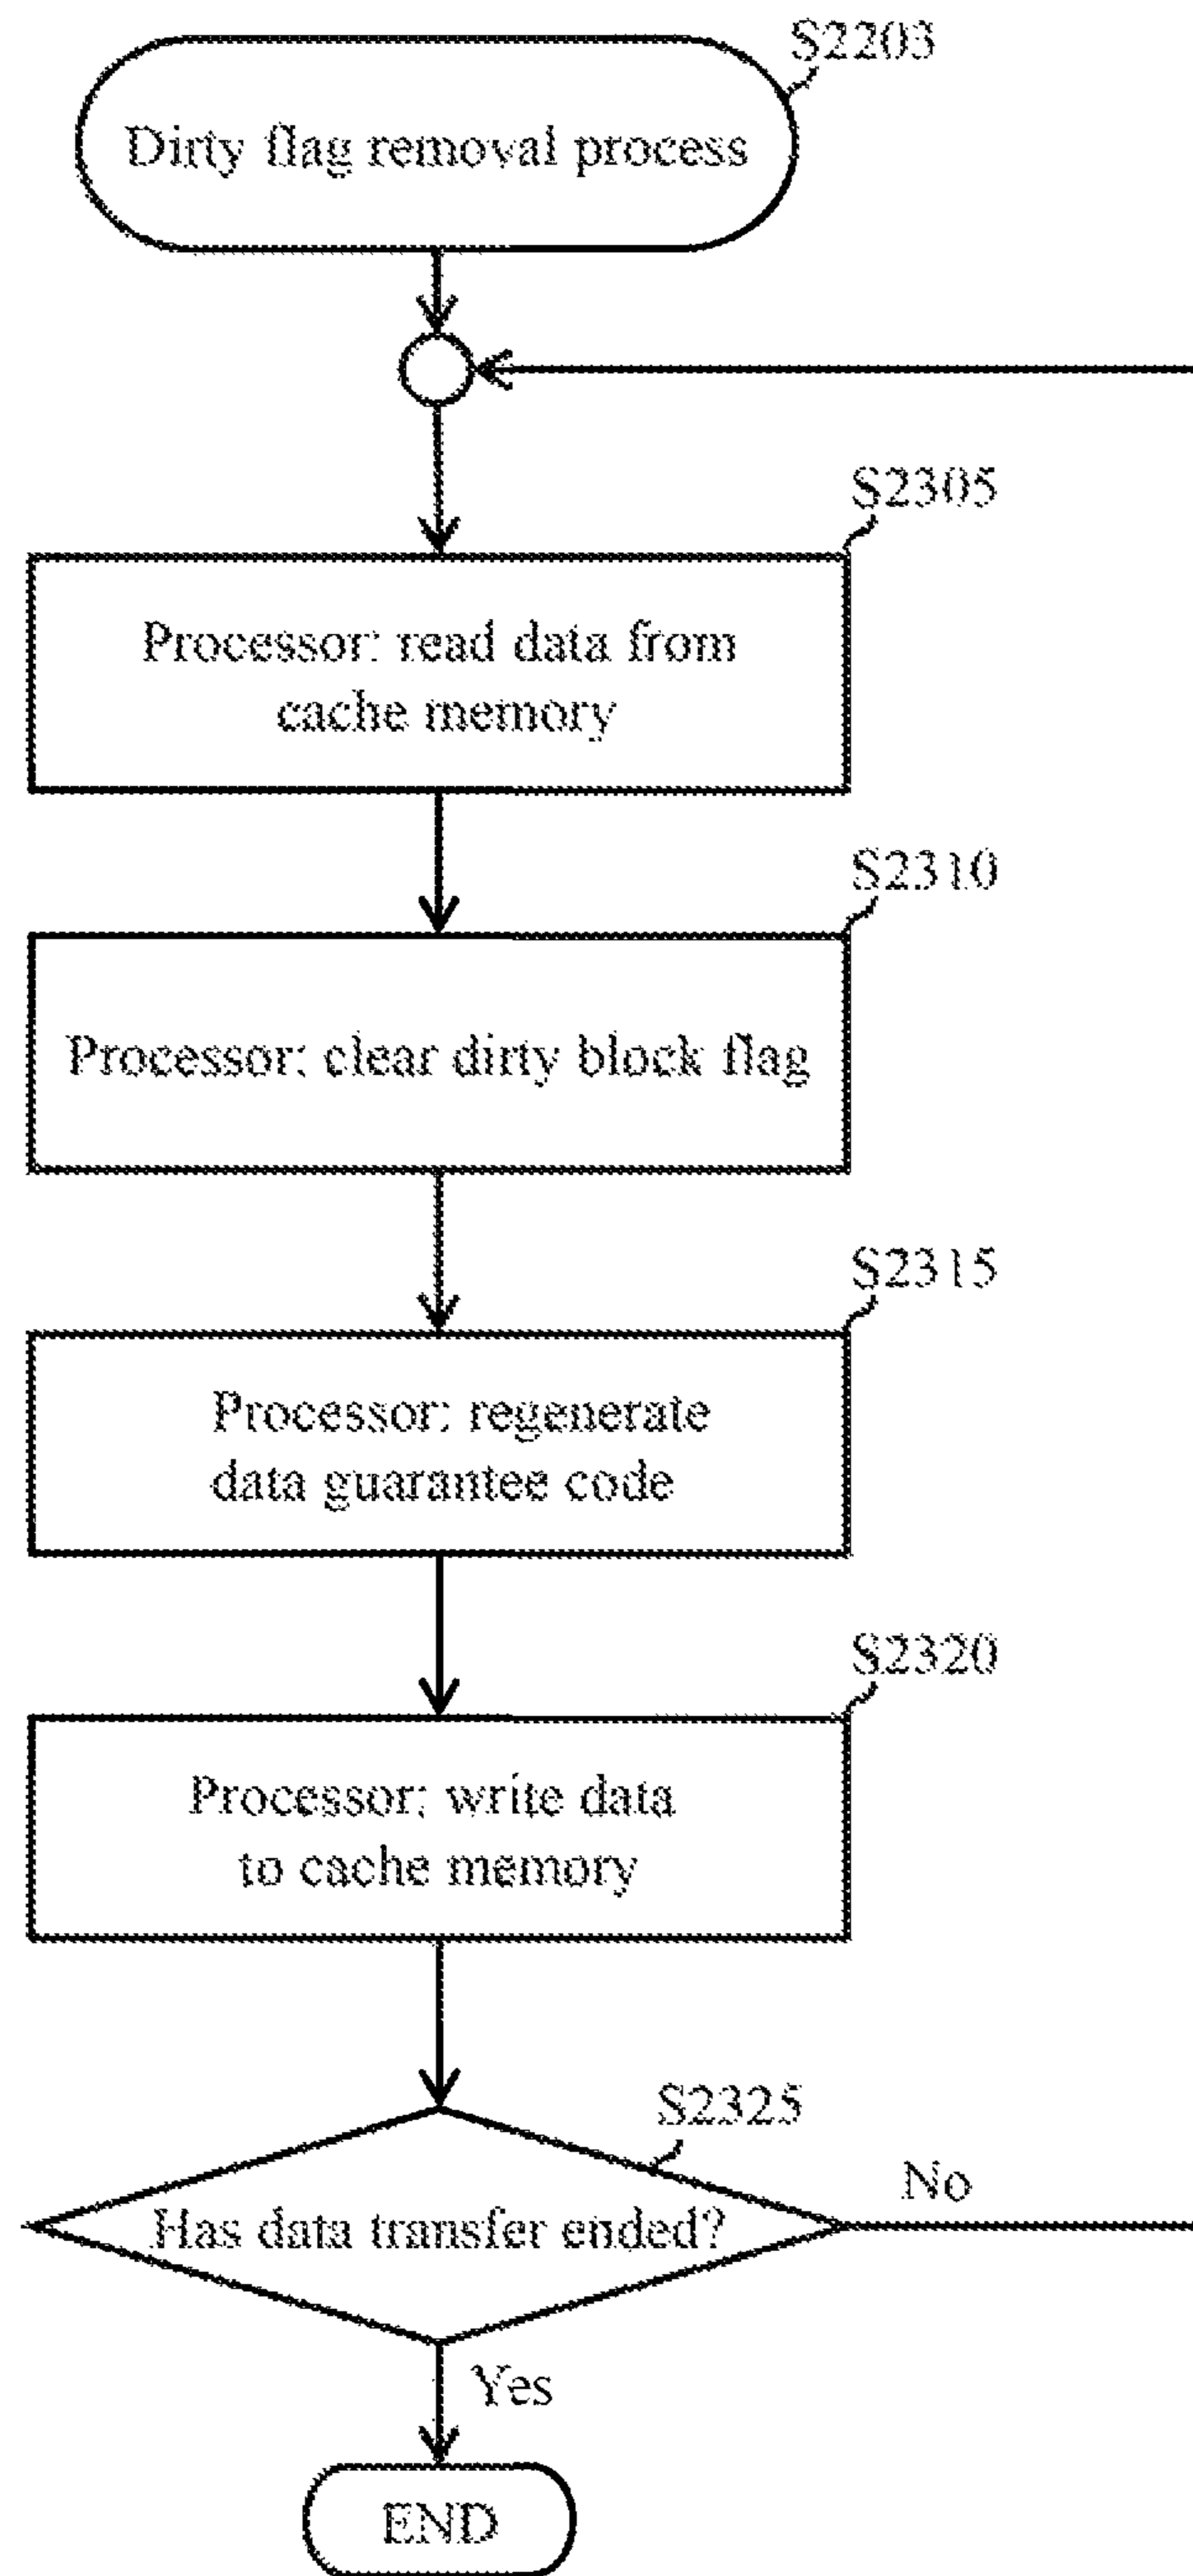 S2203
Dirty flag removal process
S2305
Processor: read data from
cache memory
S2310
Processor: clear dirty block flag
S2315
Processor: regenerate
data guarantee code
S2320
Processor: write data
to cache memory
S2325
Has data transfer ended?
No
Yes
END